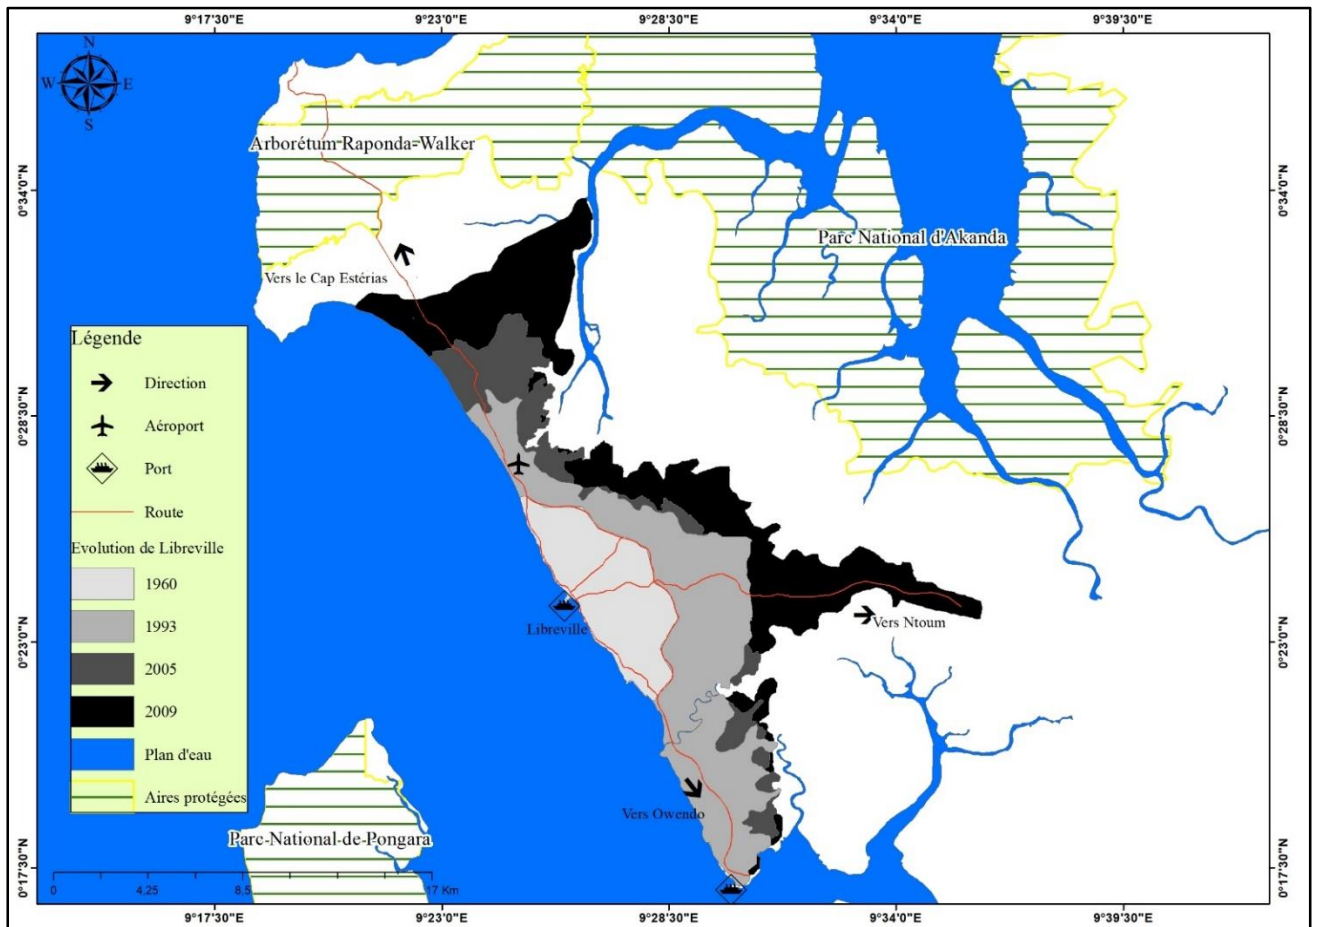 9°17'30"E 9°23'0"E 9°28'30"E 9°34'0"E 9°39'30"E
N
W E
S
Arborétum-Raponda-Walker
0°34'0"N 0°34'0"N
Parc National d'Akanda
Vers le Cap Estérias
Légende
Direction
Aéroport
Port
Route
Evolution de Libreville
1960
1993
2005
2009
Plan d'eau
Aires protégées
0°28'30"N 0°28'30"N
Libreville
Vers Ntoum
0°23'0"N 0°23'0"N
Vers Owendo
Parc-National-de-Pongara
0°17'30"N 0°17'30"N
0 4,25 8,5 17 Km
9°17'30"E 9°23'0"E 9°28'30"E 9°34'0"E 9°39'30"E